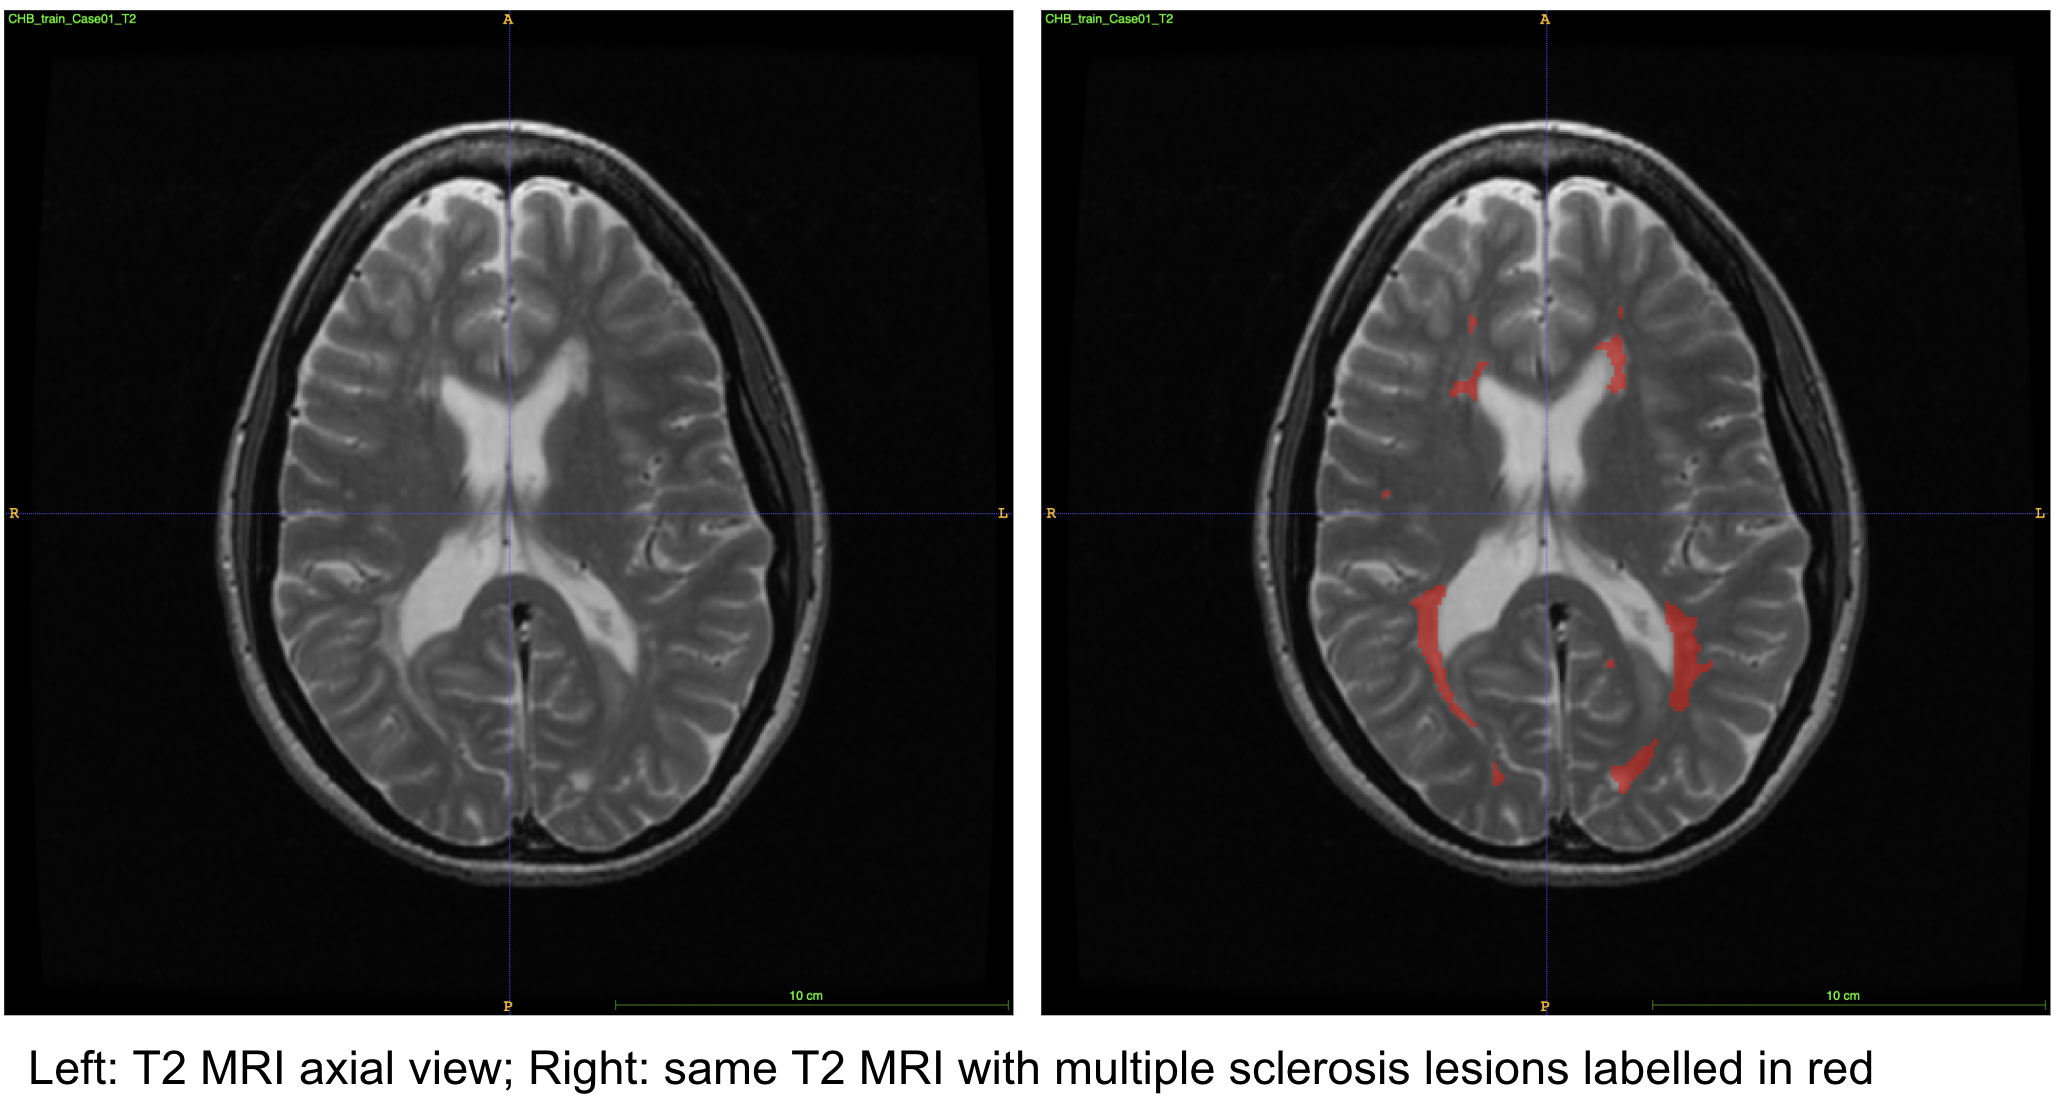 CHB_train_Case01_T2
A
R
L
10 cm
P
CHB_train_Case01_T2
A
R
L
10 cm
P
Left: T2 MRI axial view; Right: same T2 MRI with multiple sclerosis lesions labelled in red